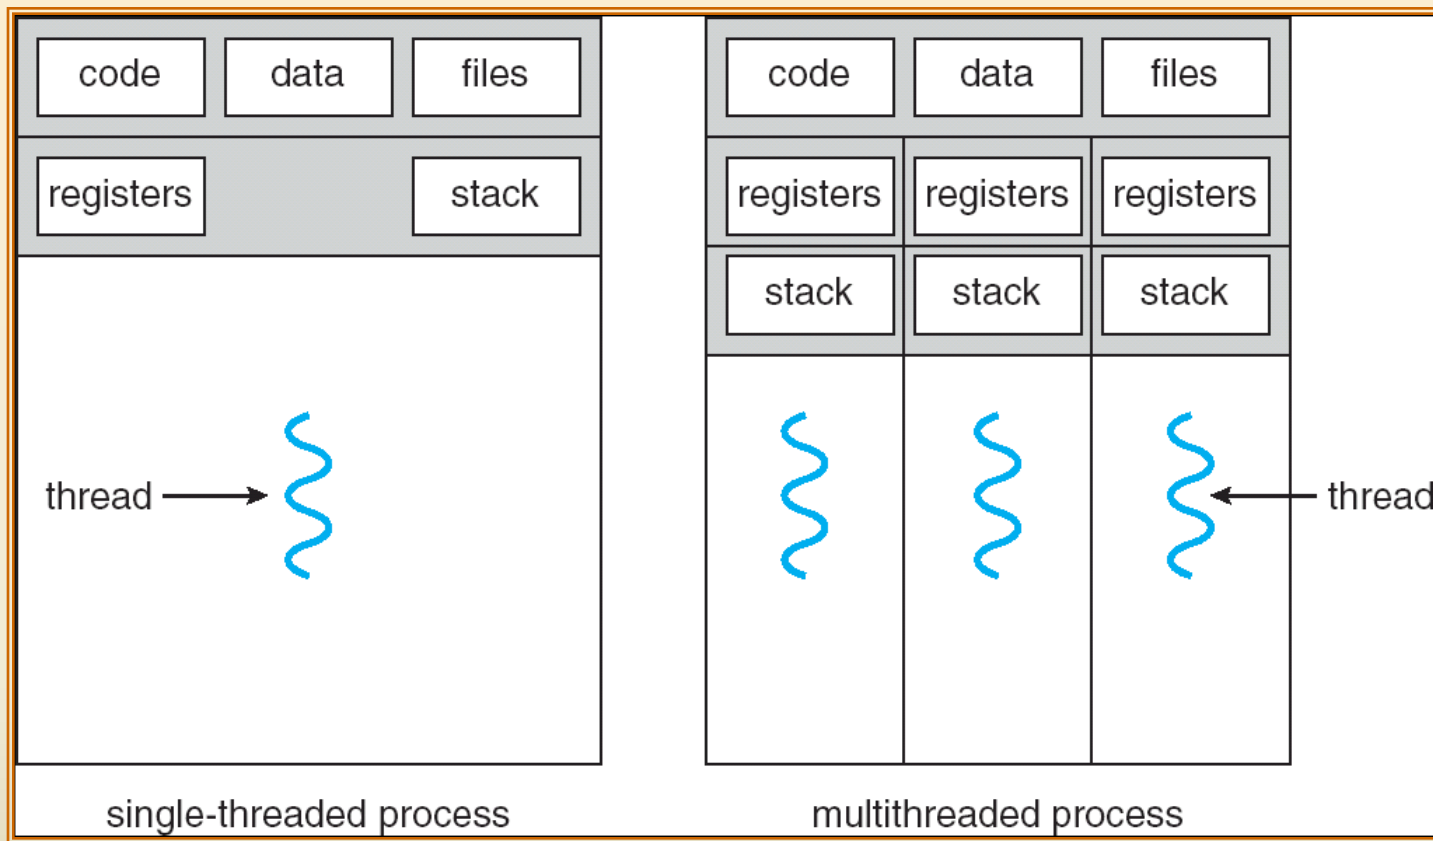 code data files
registers stack
thread
single-threaded process
code data files
registers registers registers
stack stack stack
thread
multithreaded process